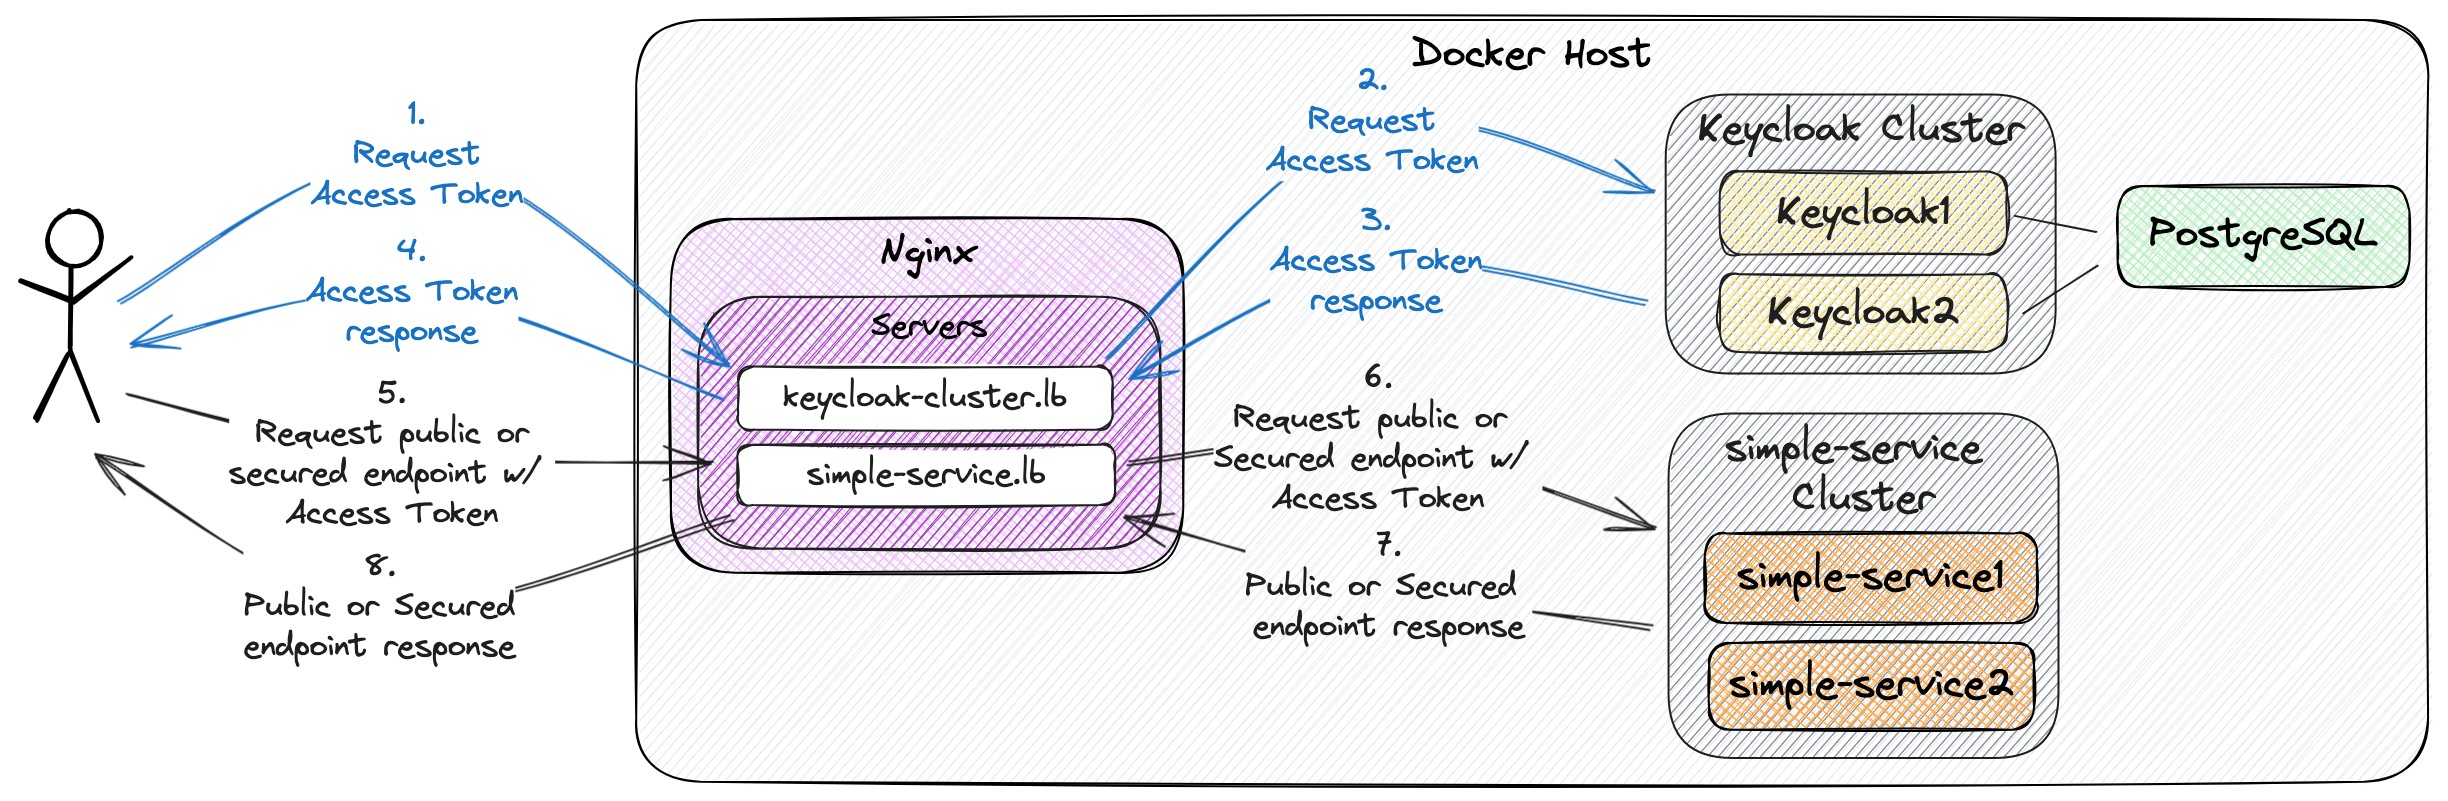 Docker Host
1.
Request
Access Token
4.
Access Token
response
5.
Request public or
secured endpoint w/
Access Token
8.
Public or Secured
endpoint response
Nginx
Servers
keycloak-cluster.lb
simple-service.lb
2.
Request
Access Token
3.
Access Token
response
6.
Request public or
Secured endpoint w/
Access Token
7.
Public or Secured
endpoint response
Keycloak Cluster
Keycloak1
Keycloak2
PostgreSQL
simple-service
Cluster
simple-service1
simple-service2